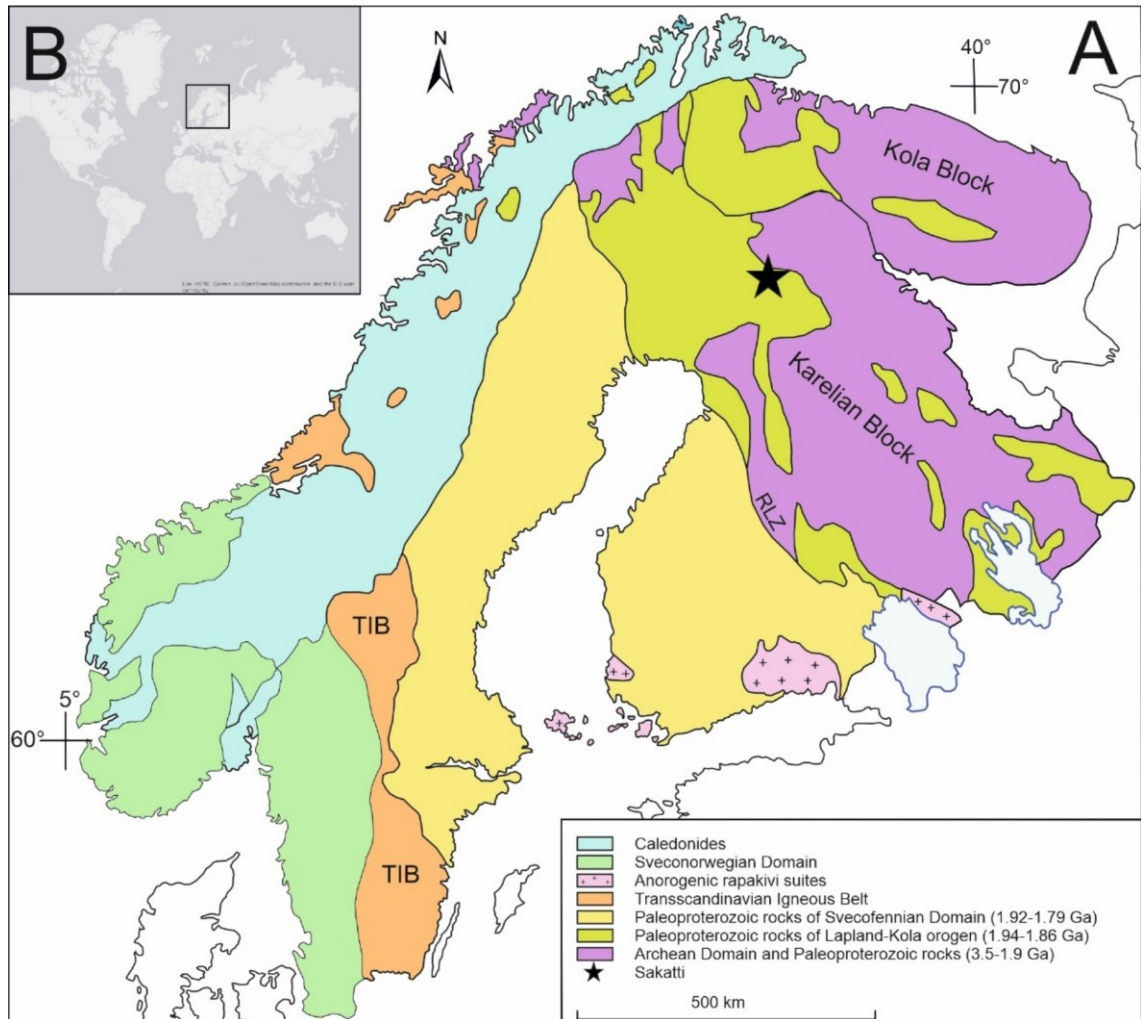 B
N
A
40°
70°
Kola Block
Karelian Block
RLZ
5°
60°
TIB
TIB
Caledonides
Sveconorwegian Domain
Anorogenic rapakivi suites
Transscandinavian Igneous Belt
Paleoproterozoic rocks of Svecofennian Domain (1.92-1.79 Ga)
Paleoproterozoic rocks of Lapland-Kola orogen (1.94-1.86 Ga)
Archean Domain and Paleoproterozoic rocks (3.5-1.9 Ga)
Sakatti
500 km